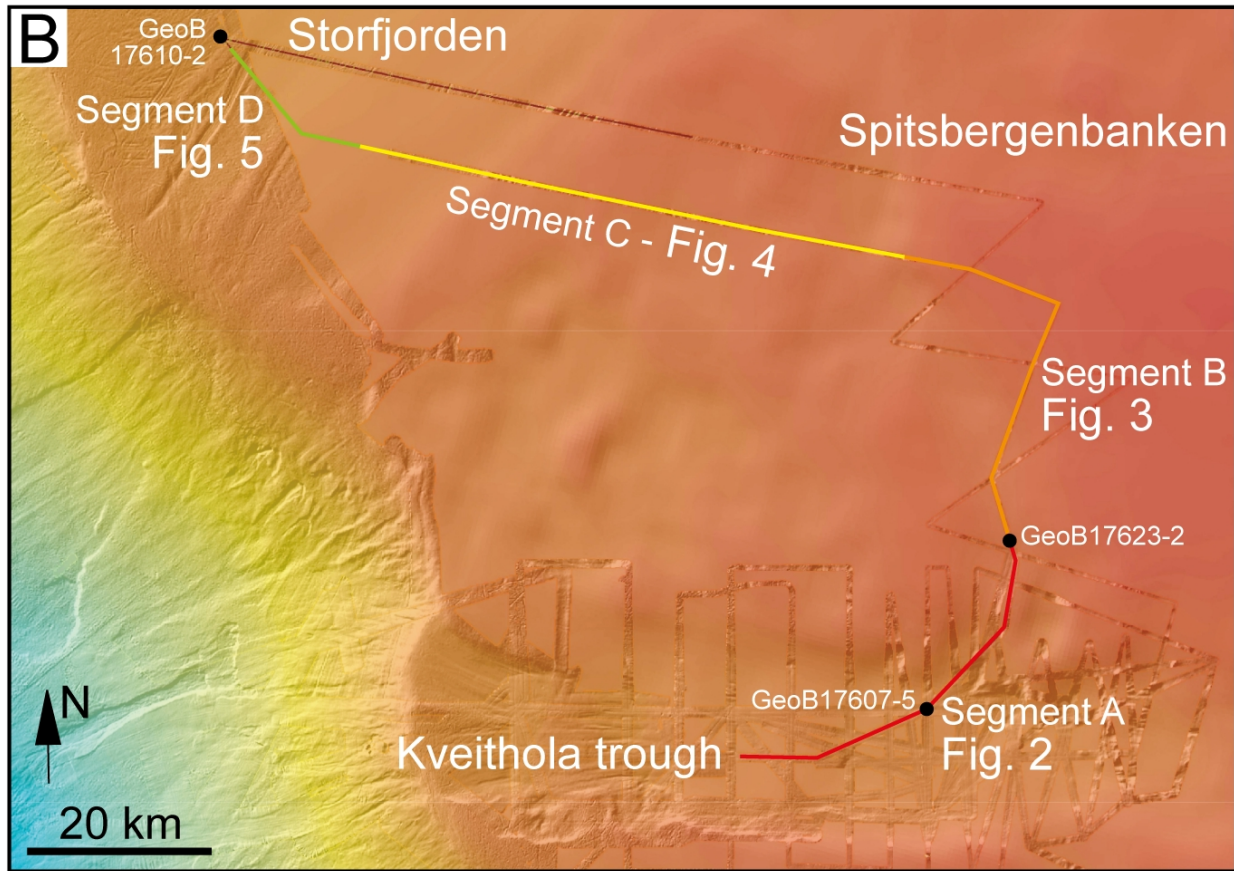 B
GeoB
17610-2
Storfjorden
Segment D
Fig. 5
Spitsbergenbanken
Segment C - Fig. 4
Segment B
Fig. 3
GeoB17623-2
GeoB17607-5
Segment A
Fig. 2
Kveithola trough
N
20 km